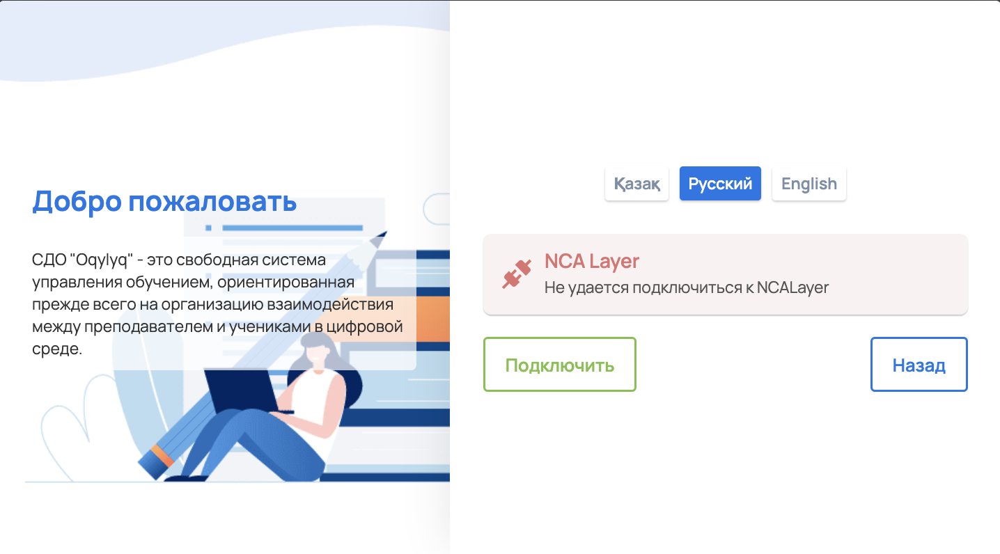 Добро пожаловать
СДО "Oqylyq" - это свободная система
управления обучением, ориентированная
прежде всего на организацию взаимодействия
между преподавателем и учениками в цифровой
среде.
Қазақ Русский English
NCA Layer
Не удается подключиться к NCALayer
Подключить Назад